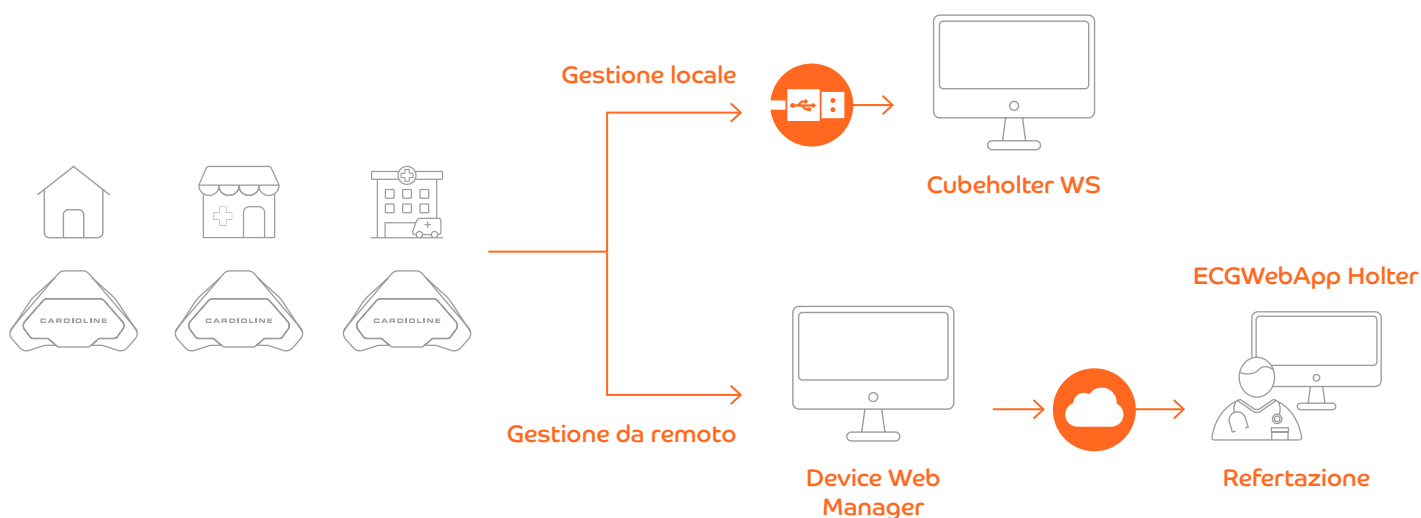 Gestione locale
Cubeholter WS
CARDIOLINE
CARDIOLINE
CARDIOLINE
ECGWebApp Holter
Gestione da remoto
Device Web
Manager
Refertazione